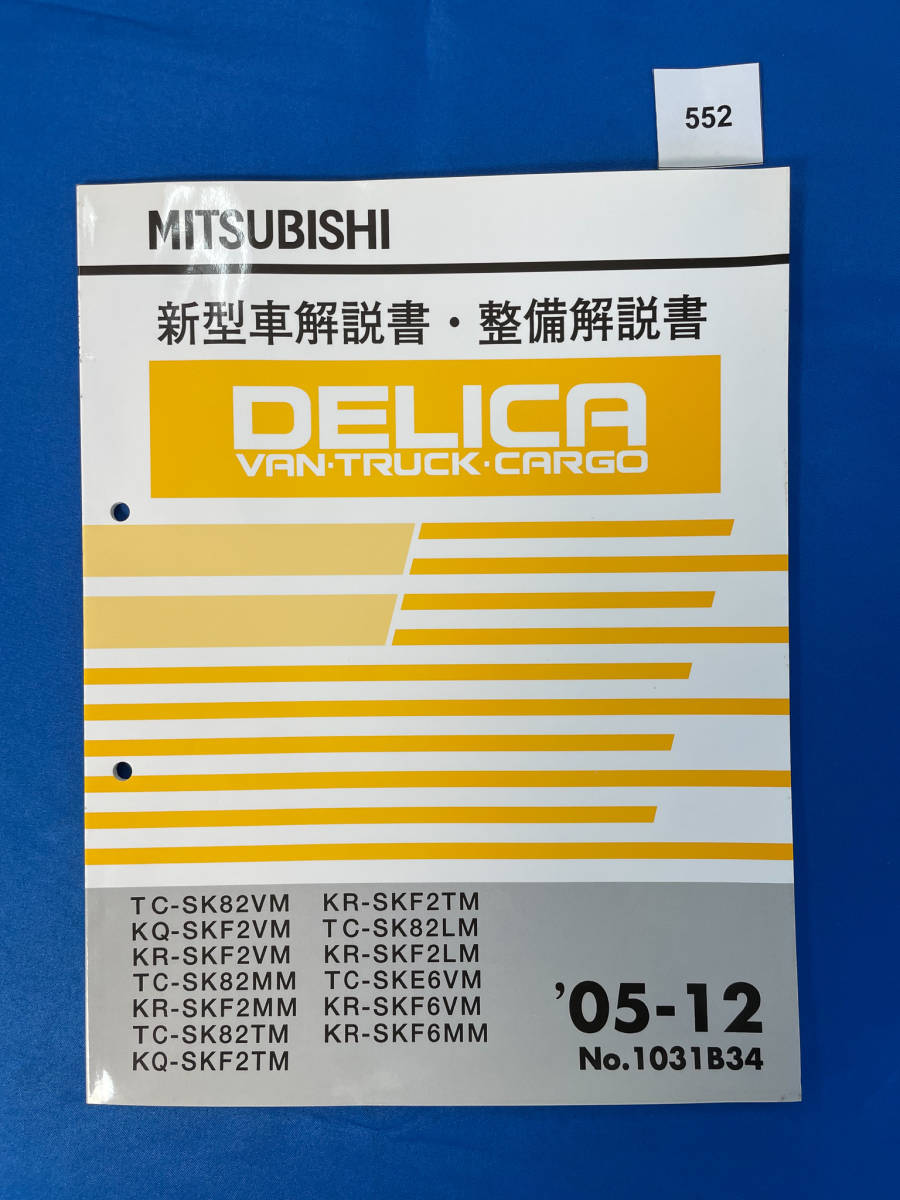 552
MITSUBISHI
新型車解説書・整備解説書
DELICA
VAN·TRUCK·CARGO
TC-SK82VM
KQ-SKF2VM
KR-SKF2VM
TC-SK82MM
KR-SKF2MM
TC-SK82TM
KQ-SKF2TM
KR-SKF2TM
TC-SK82LM
KR-SKF2LM
TC-SKE6VM
KR-SKF6VM
KR-SKF6MM
'05-12
No.1031B34